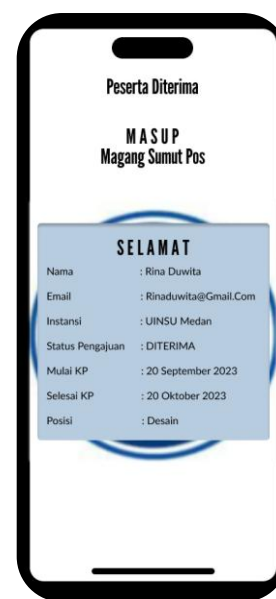 Peserta Diterima
MASUP
Magang Sumut Pos
SELAMAT
Nama : Rina Duwita
Email : Rinaduwita@Gmail.Com
Instansi : UINSU Medan
Status Pengajuan : DITERIMA
Mulai KP : 20 September 2023
Selesai KP : 20 Oktober 2023
Posisi : Desain